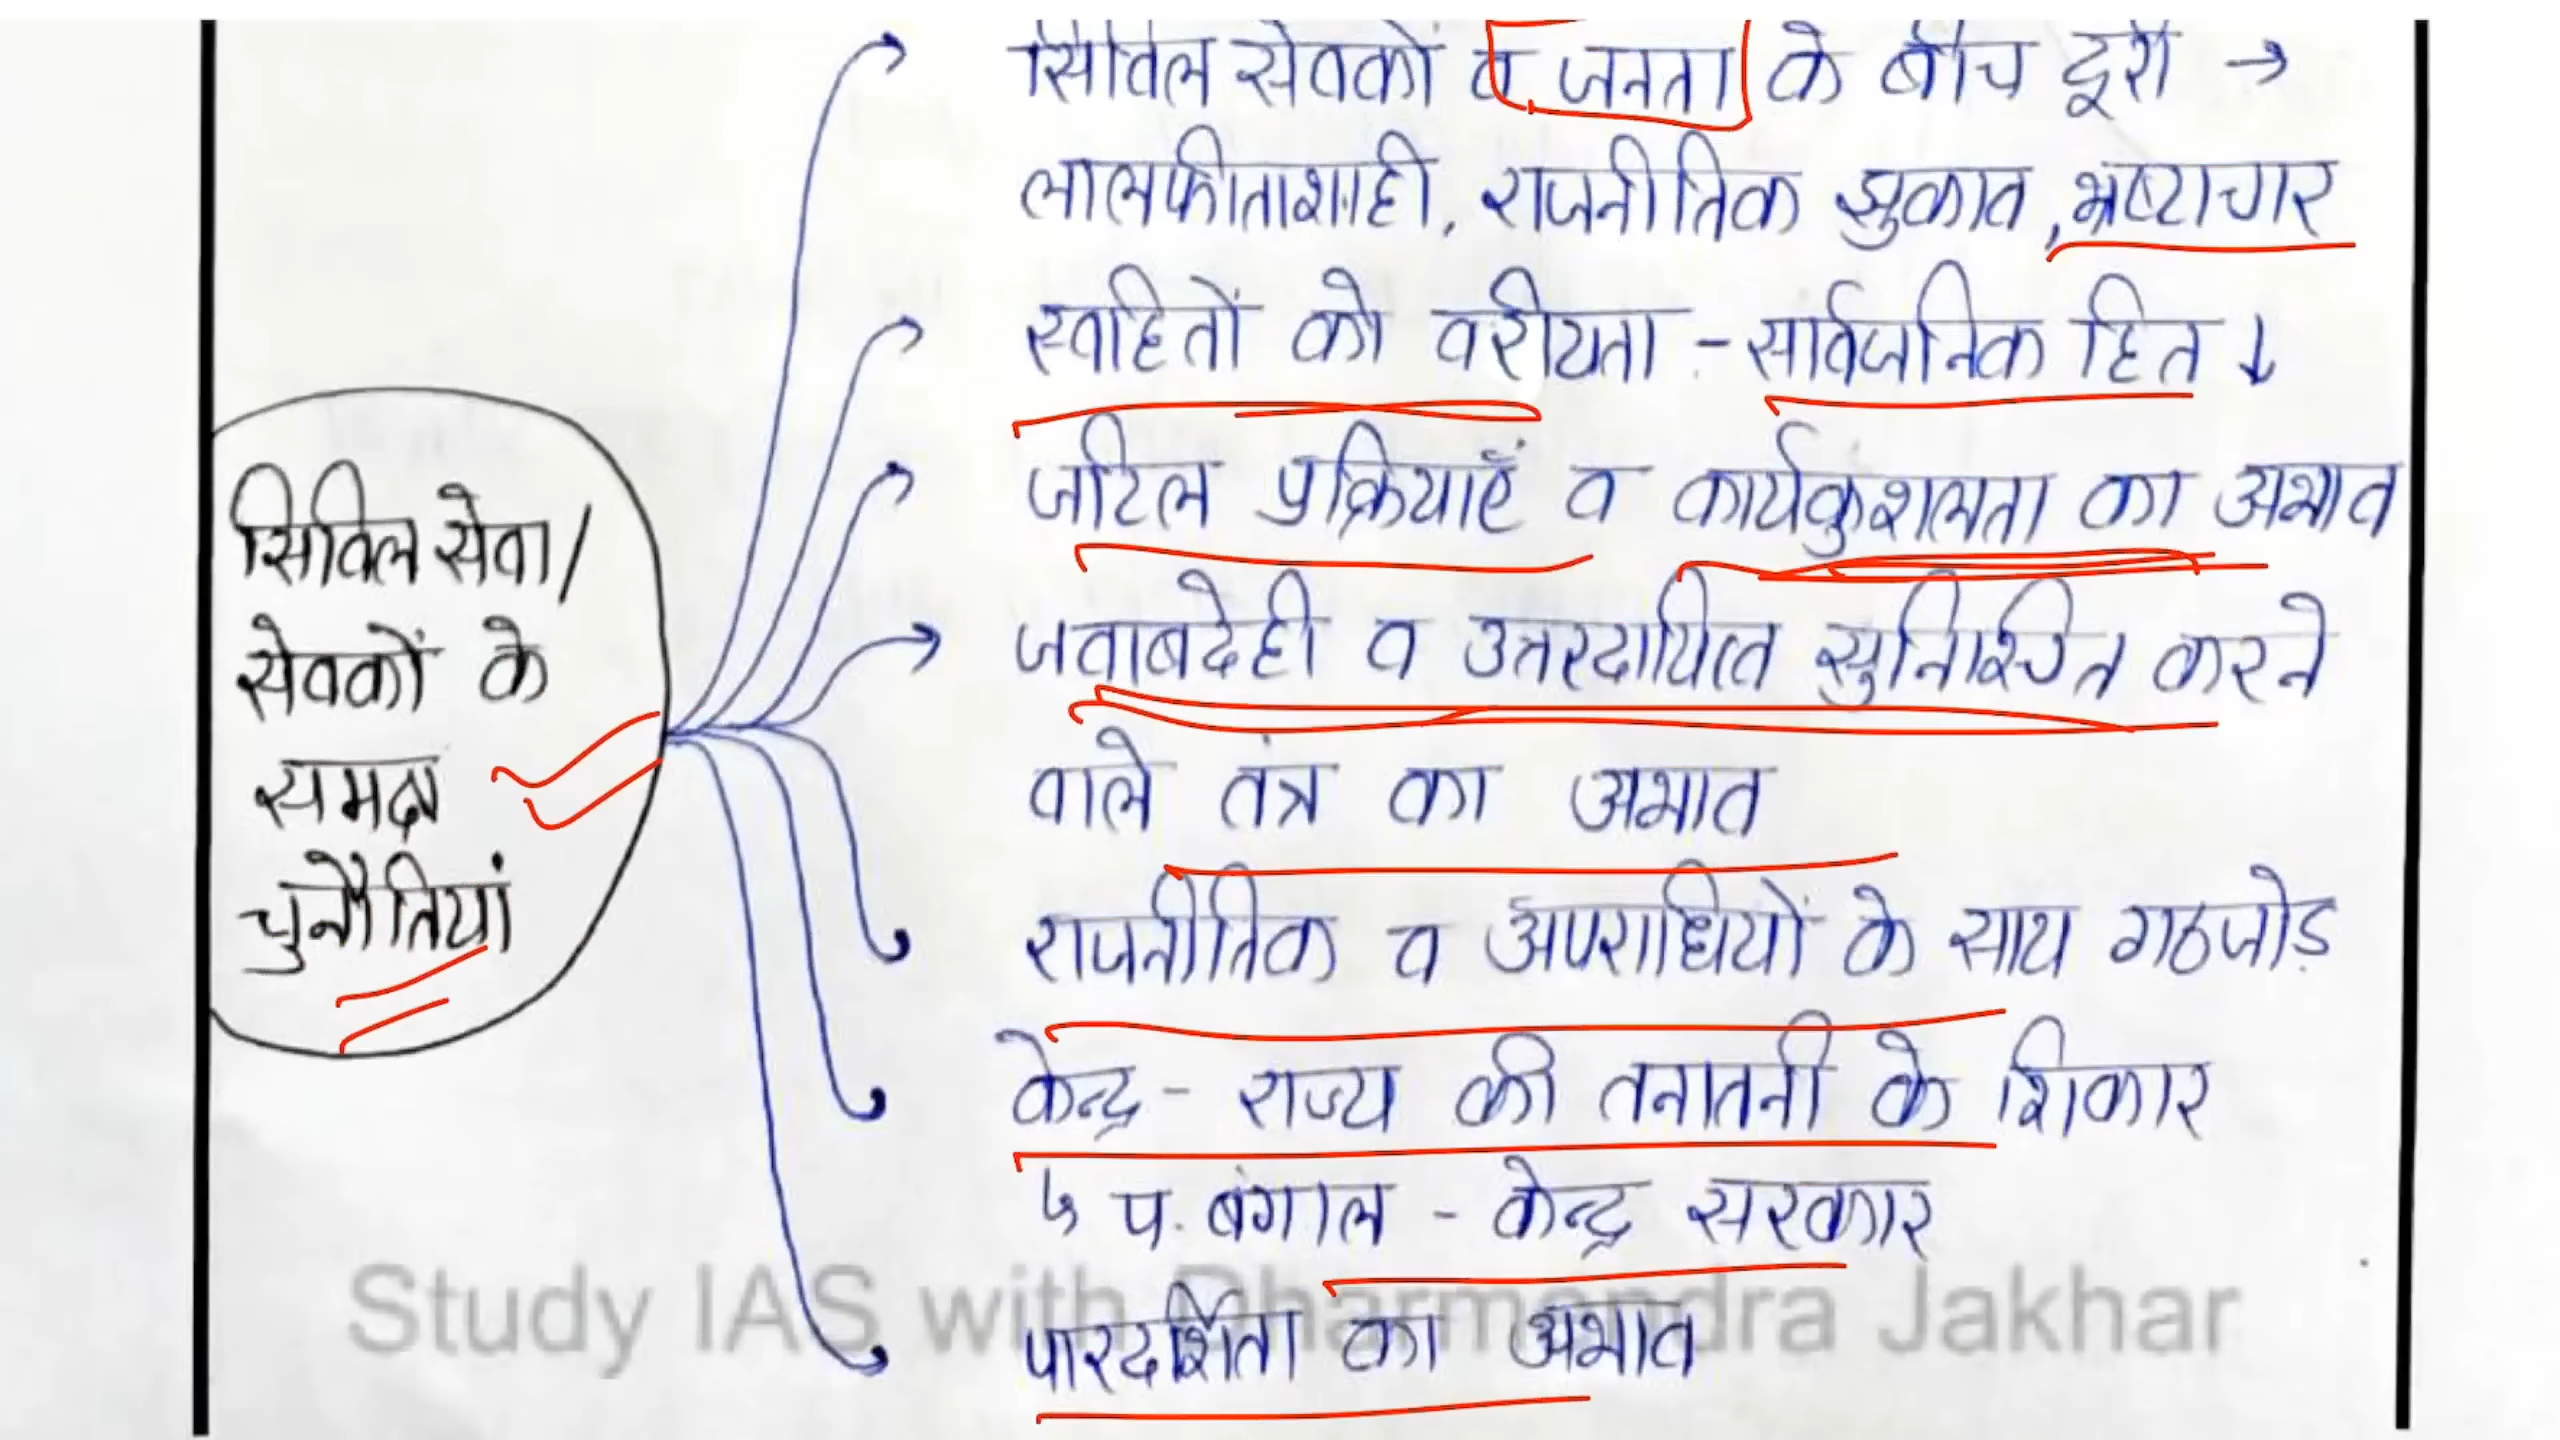 सिविल सेवा/
सेवकों के
समक्ष
चुनौतियां
सिविल सेवकों व जनता के बीच दूरी →
लालफीताशाही, राजनीतिक झुकाव, भ्रष्टाचार
स्वहितों को वरीयता - सार्वजनिक हित ↓
जटिल प्रक्रियाएँ व कार्यकुशलता का अभाव
जवाबदेही व उत्तरदायित्व सुनिश्चित करने
वाले तंत्र का अभाव
राजनीतिक व अपराधियों के साथ गठजोड़
केन्द्र - राज्य की तनातनी के शिकार
↳ प. बंगाल - केन्द्र सरकार
पारदर्शिता का अभाव
Study IAS with Dharmendra Jakhar